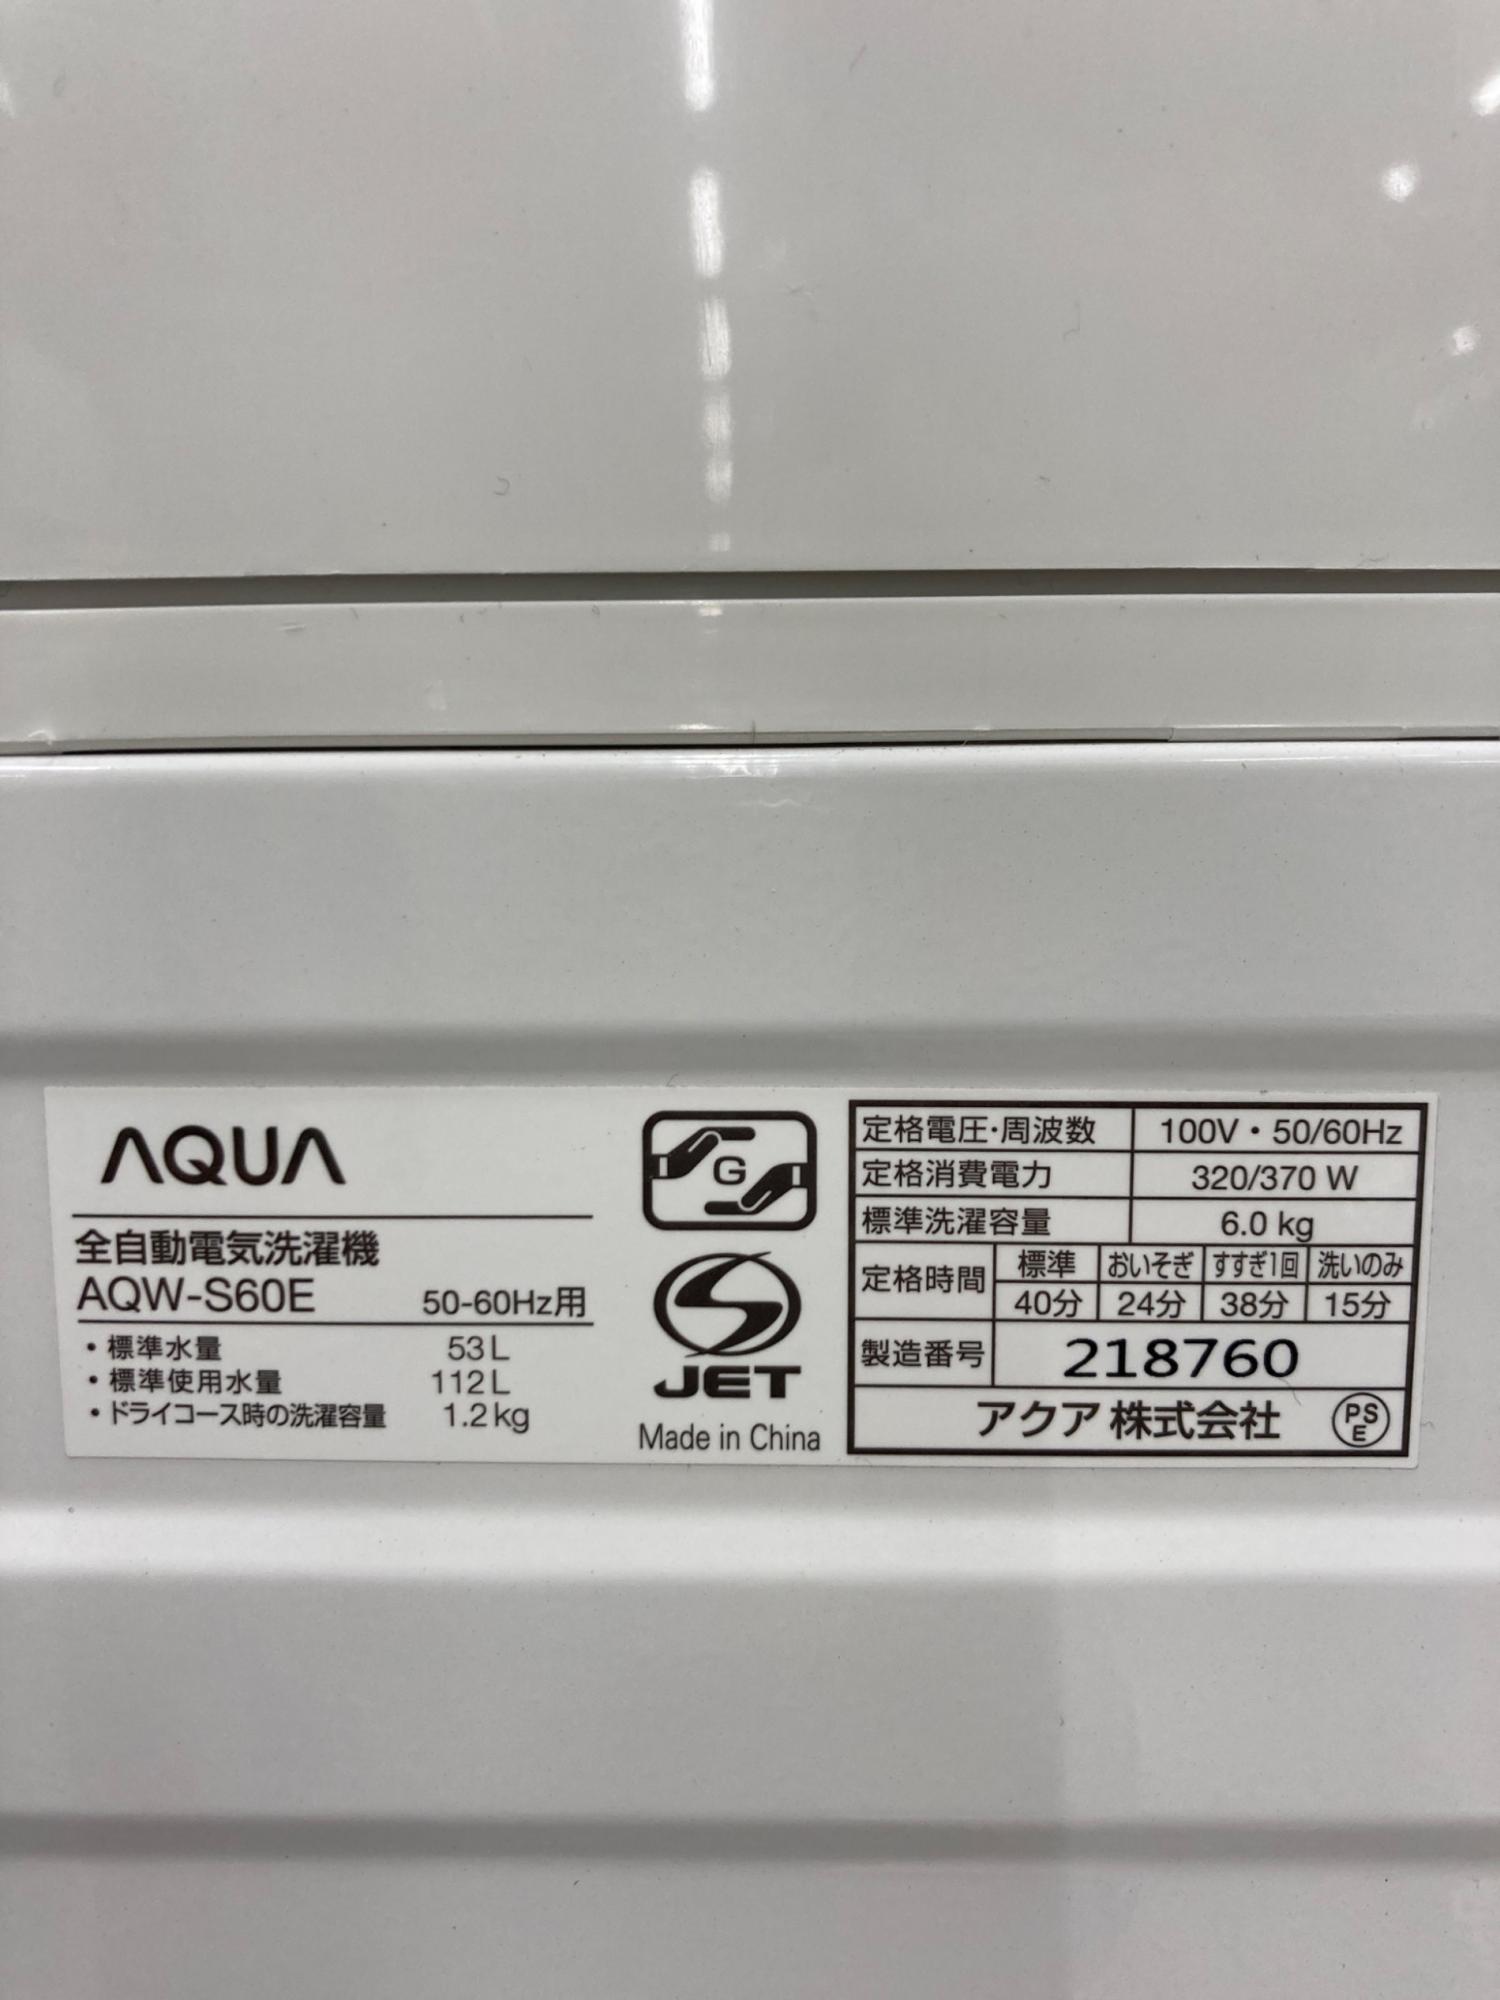 AQUA
全自動電気洗濯機
AQW-S60E 50-60Hz用
・標準水量 53L
・標準使用水量 112L
・ドライコース時の洗濯容量 1.2kg
G
JET
Made in China
定格電圧・周波数 100V・50/60Hz
定格消費電力 320/370 W
標準洗濯容量 6.0 kg
定格時間 標準 おいそぎ すすぎ1回 洗いのみ
40分 24分 38分 15分
製造番号 218760
アクア 株式会社 PSE